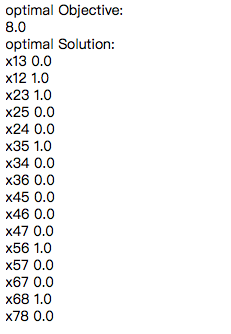 optimal Objective:
8.0
optimal Solution:
x13 0.0
x12 1.0
x23 1.0
x25 0.0
x24 0.0
x35 1.0
x34 0.0
x36 0.0
x45 0.0
x46 0.0
x47 0.0
x56 1.0
x57 0.0
x67 0.0
x68 1.0
x78 0.0